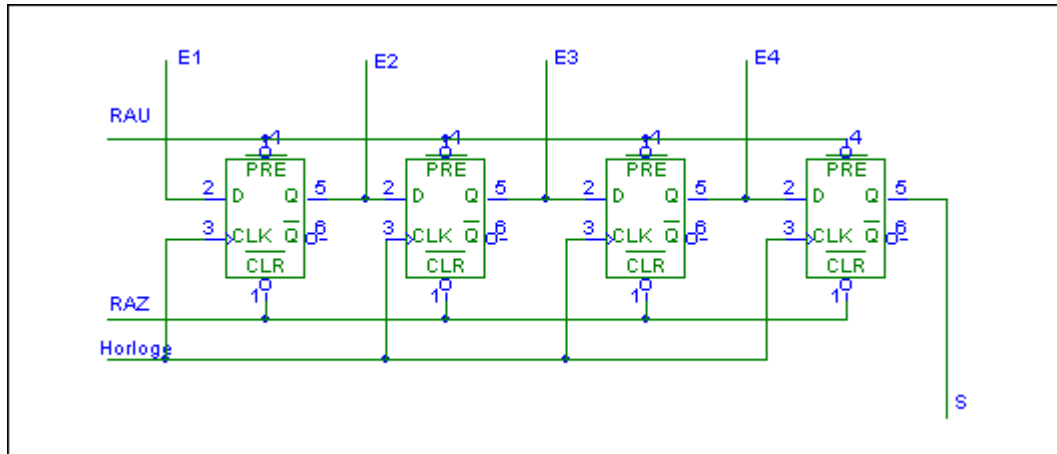 E1 E2 E3 E4
RAU
4 4 4 4
PRE PRE PRE PRE
2 D Q 5 2 D Q 5 2 D Q 5 2 D Q 5
3 CLK Q 6 3 CLK Q 6 3 CLK Q 6 3 CLK Q 6
CLR CLR CLR CLR
1 1 1 1
RAZ
Horloge
S